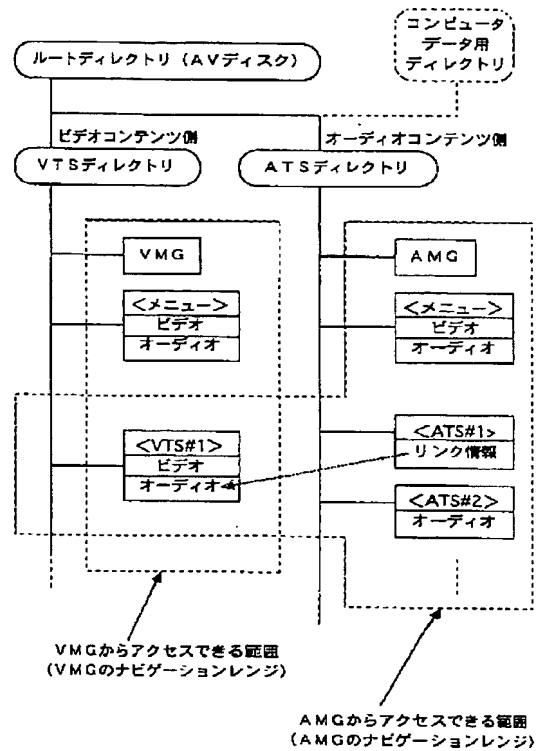 コンピュータ
データ用
ディレクトリ
ルートディレクトリ(AVディスク)
ビデオコンテンツ側
オーディオコンテンツ側
VTSディレクトリ
ATSディレクトリ
VMG
AMG
<メニュー>
ビデオ
オーディオ
<メニュー>
ビデオ
オーディオ
<VTS#1>
ビデオ
オーディオ
<ATS#1>
リンク情報
<ATS#2>
オーディオ
VMGからアクセスできる範囲
(VMGのナビゲーションレンジ)
AMGからアクセスできる範囲
(AMGのナビゲーションレンジ)